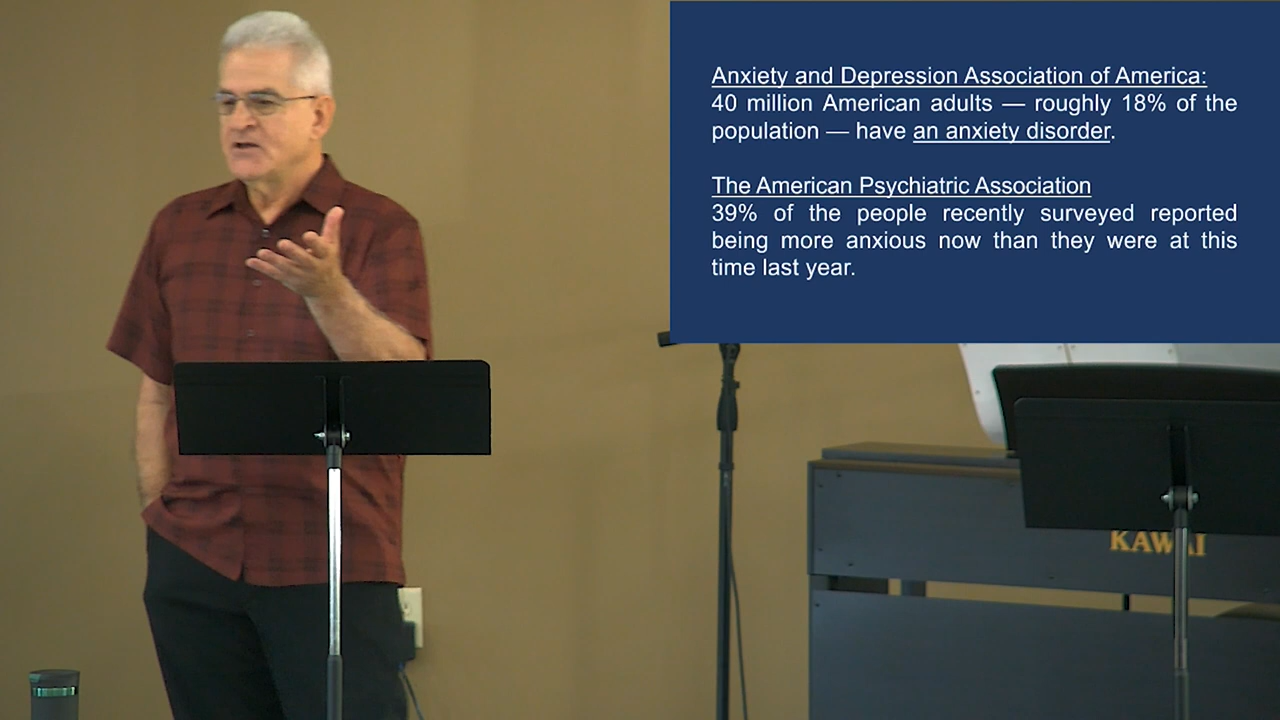 Anxiety and Depression Association of America:
40 million American adults — roughly 18% of the
population — have an anxiety disorder.
The American Psychiatric Association
39% of the people recently surveyed reported
being more anxious now than they were at this
time last year.
KAWAI